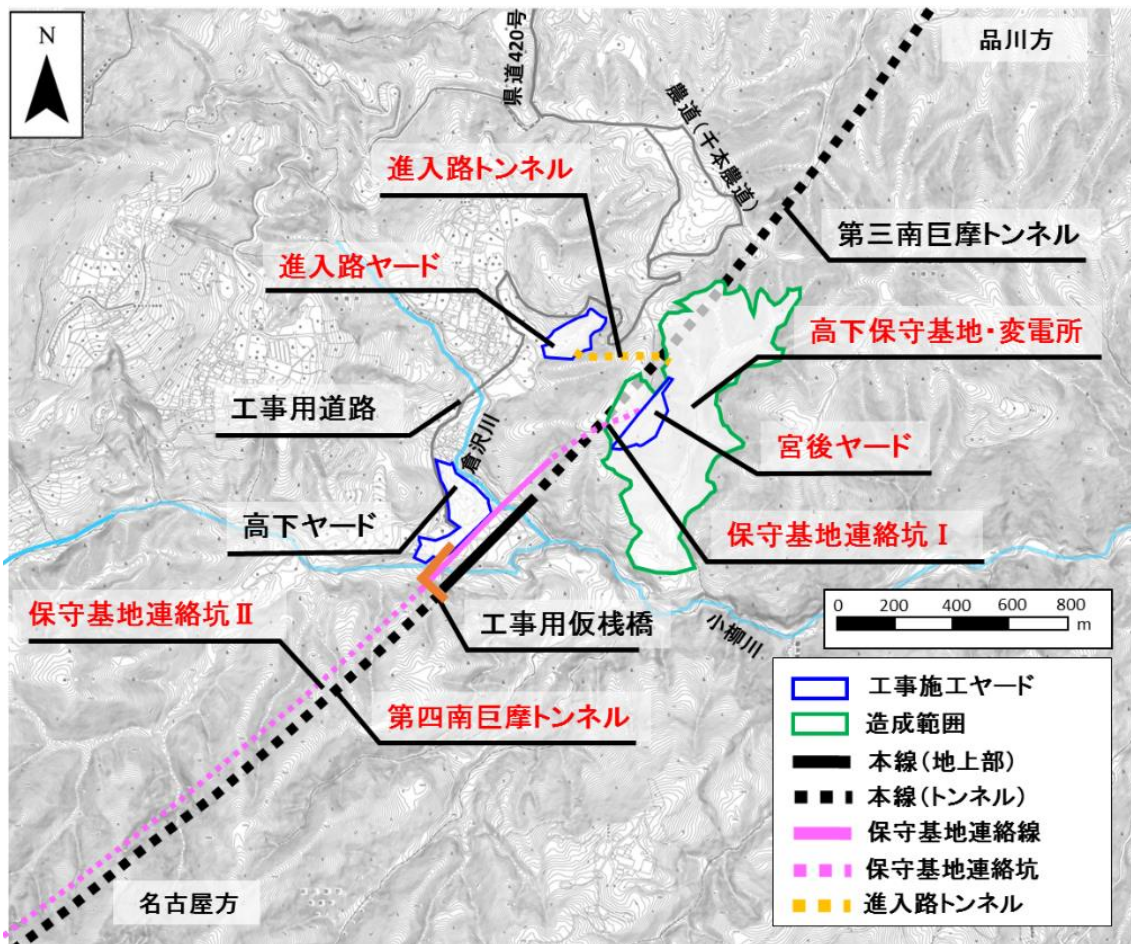 N
品川方
県道420号
農道(千本農道)
進入路トンネル
第三南巨摩トンネル
進入路ヤード
高下保守基地・変電所
工事用道路
倉沢川
宮後ヤード
高下ヤード
保守基地連絡坑Ⅰ
保守基地連絡坑Ⅱ
工事用仮桟橋
小柳川
0 200 400 600 800
m
第四南巨摩トンネル
工事施工ヤード
造成範囲
本線(地上部)
本線(トンネル)
保守基地連絡線
保守基地連絡坑
進入路トンネル
名古屋方